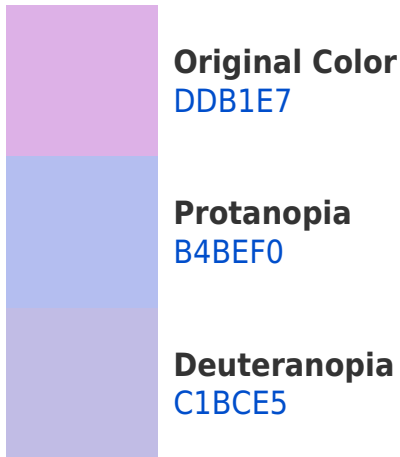 Original Color
DDB1E7
Protanopia
B4BEF0
Deuteranopia
C1BCE5